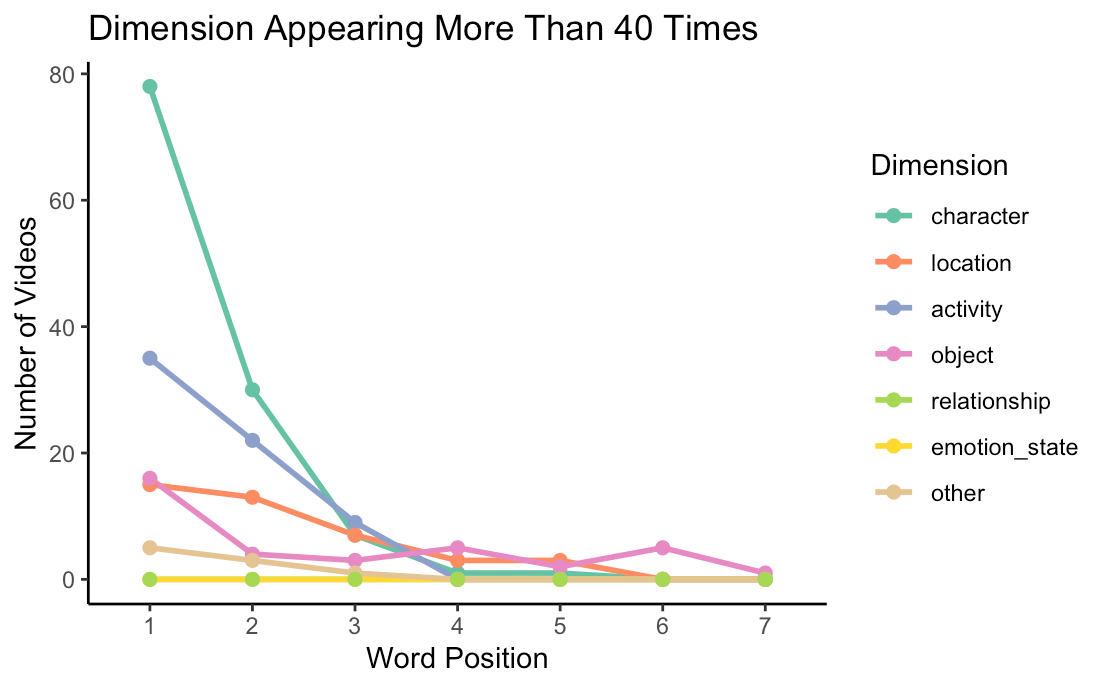 Dimension Appearing More Than 40 Times
80
60
40
20
0
Number of Videos
1 2 3 4 5 6 7
Word Position
Dimension
character
location
activity
object
relationship
emotion_state
other